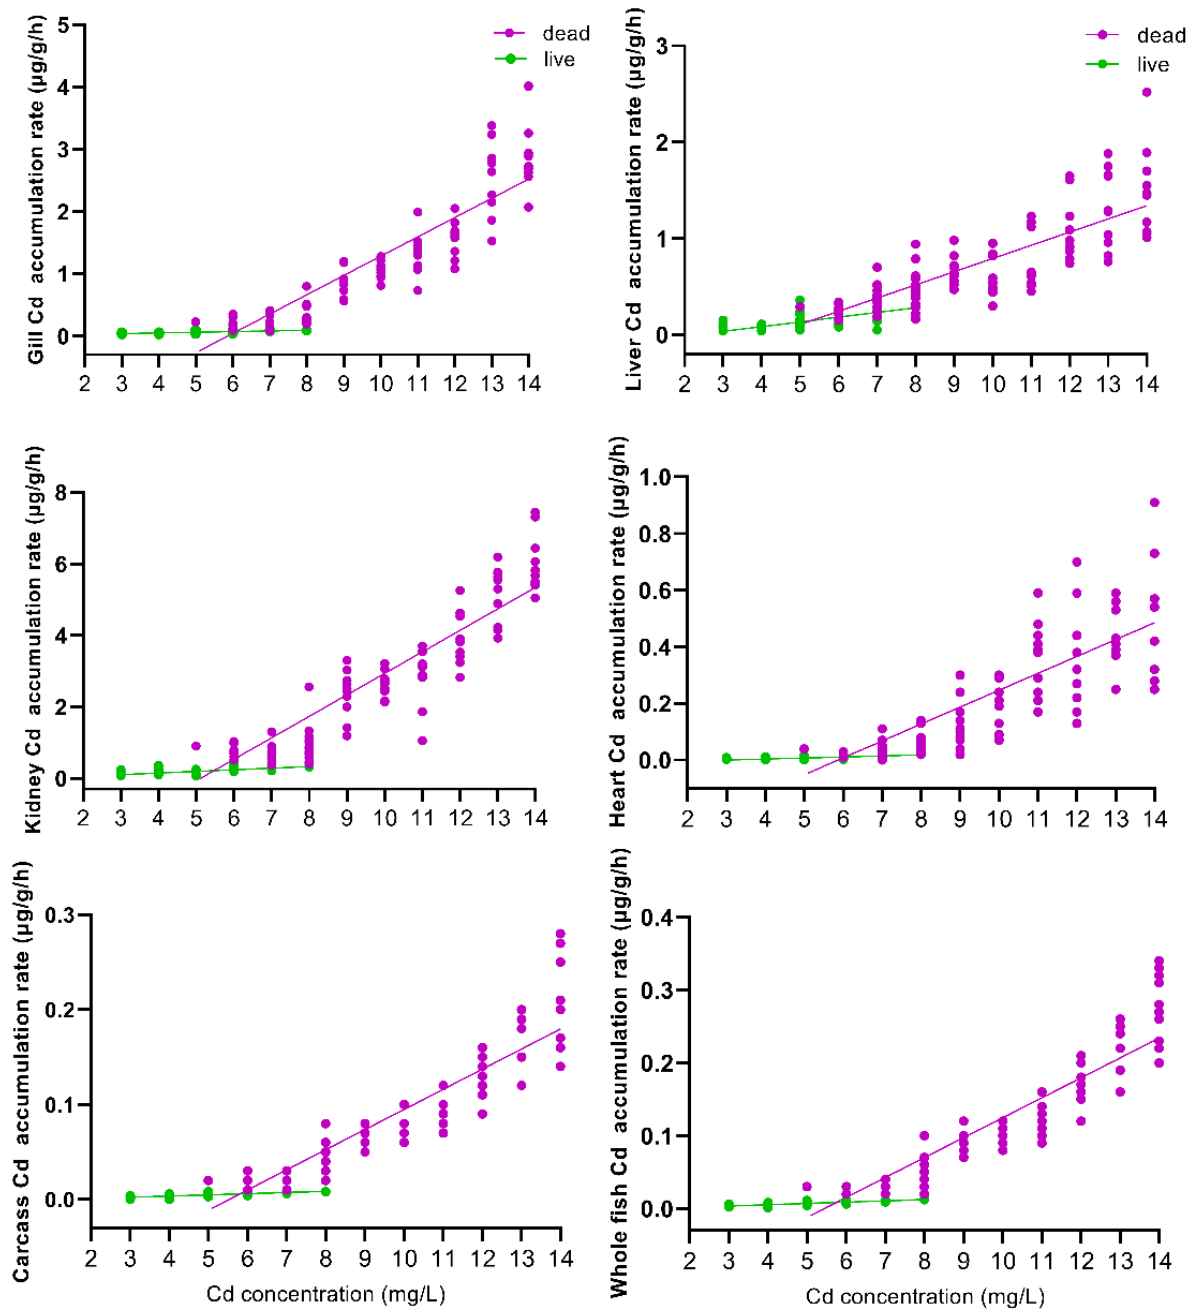 Gill Cd accumulation rate (µg/g/h)
5
4
3
2
1
0
2 3 4 5 6 7 8 9 10 11 12 13 14
dead
live
Liver Cd accumulation rate (µg/g/h)
3
2
1
0
2 3 4 5 6 7 8 9 10 11 12 13 14
dead
live
Kidney Cd accumulation rate (µg/g/h)
8
6
4
2
0
2 3 4 5 6 7 8 9 10 11 12 13 14
Heart Cd accumulation rate (µg/g/h)
1.0
0.8
0.6
0.4
0.2
0.0
2 3 4 5 6 7 8 9 10 11 12 13 14
Carcass Cd accumulation rate (µg/g/h)
0.3
0.2
0.1
0.0
2 3 4 5 6 7 8 9 10 11 12 13 14
Cd concentration (mg/L)
Whole fish Cd accumulation rate (µg/g/h)
0.4
0.3
0.2
0.1
0.0
2 3 4 5 6 7 8 9 10 11 12 13 14
Cd concentration (mg/L)